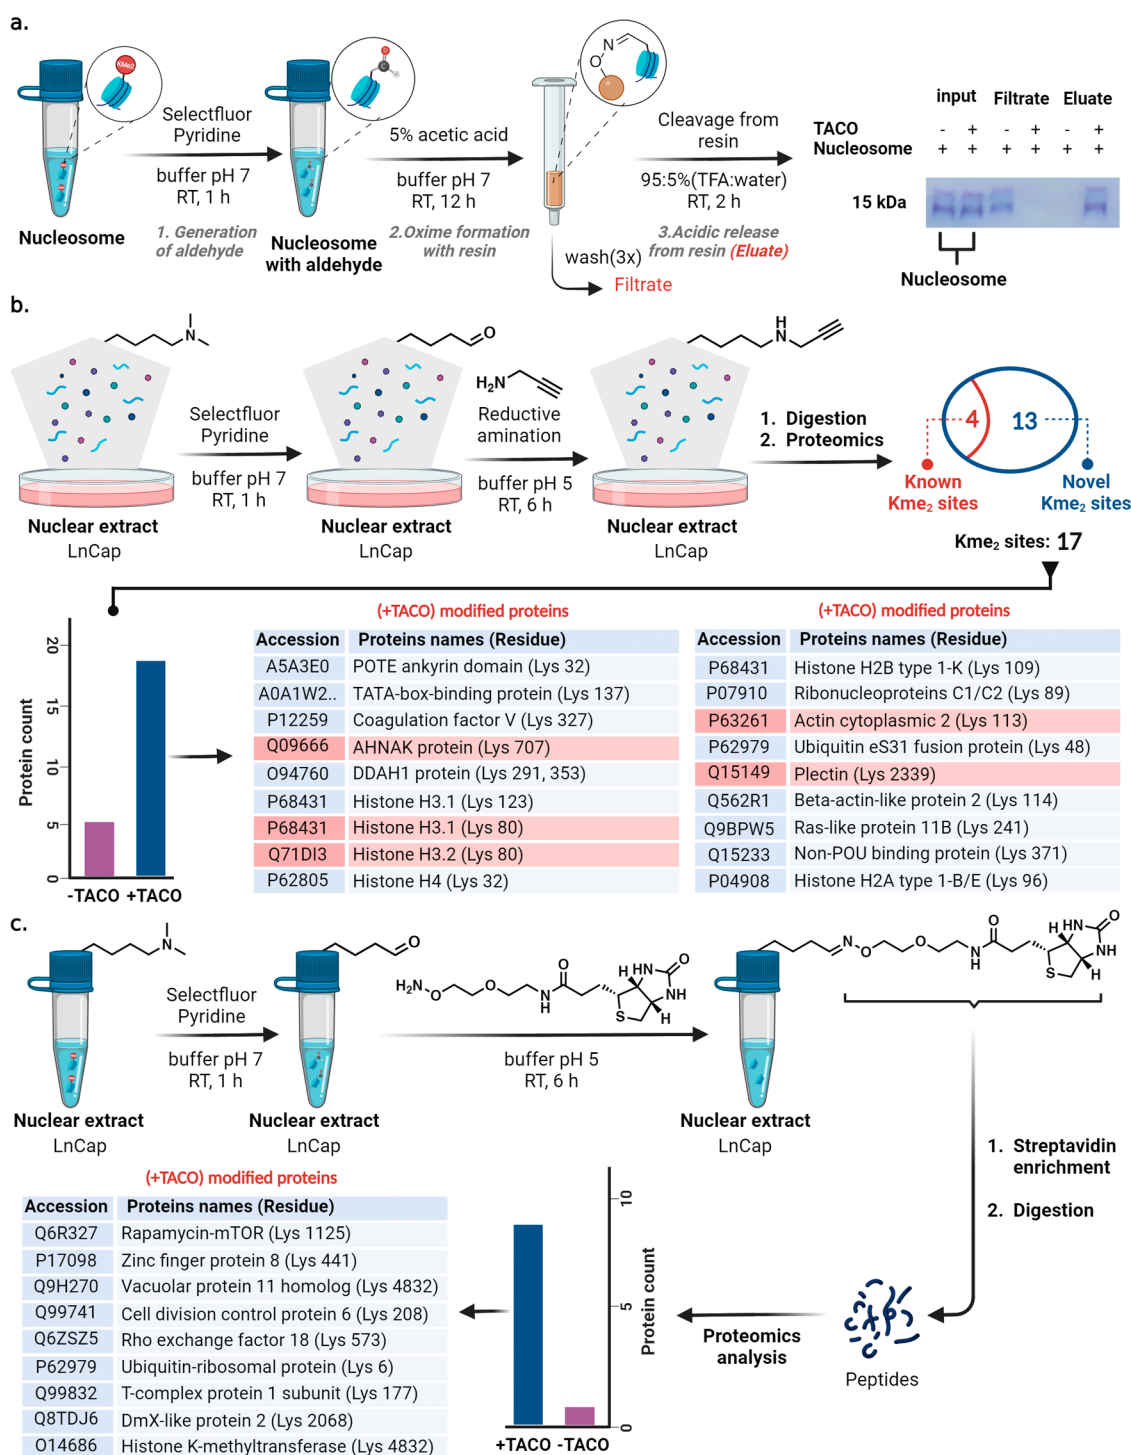 a.
KMe2
Selectfluor
Pyridine
buffer pH 7
RT, 1 h
1. Generation
of aldehyde
Nucleosome
O
C
H
Nucleosome
with aldehyde
5% acetic acid
buffer pH 7
RT, 12 h
2.Oxime formation
with resin
N
O
wash(3x)
Filtrate
Cleavage from
resin
95:5%(TFA:water)
RT, 2 h
3.Acidic release
from resin (Eluate)
input Filtrate Eluate
TACO - + - + - +
Nucleosome + + + + + +
15 kDa
Nucleosome
b.
N
Selectfluor
Pyridine
buffer pH 7
RT, 1 h
Nuclear extract
LnCap
O
H2N
Reductive
amination
buffer pH 5
RT, 6 h
Nuclear extract
LnCap
H
N
Nuclear extract
LnCap
1. Digestion
2. Proteomics
4 13
Known
Kme2 sites
Novel
Kme2 sites
Kme2 sites: 17
Protein count
20
15
10
5
0
-TACO +TACO
(+TACO) modified proteins
Accession Proteins names (Residue)
A5A3E0 POTE ankyrin domain (Lys 32)
A0A1W2.. TATA-box-binding protein (Lys 137)
P12259 Coagulation factor V (Lys 327)
Q09666 AHNAK protein (Lys 707)
O94760 DDAH1 protein (Lys 291, 353)
P68431 Histone H3.1 (Lys 123)
P68431 Histone H3.1 (Lys 80)
Q71DI3 Histone H3.2 (Lys 80)
P62805 Histone H4 (Lys 32)
(+TACO) modified proteins
Accession Proteins names (Residue)
P68431 Histone H2B type 1-K (Lys 109)
P07910 Ribonucleoproteins C1/C2 (Lys 89)
P63261 Actin cytoplasmic 2 (Lys 113)
P62979 Ubiquitin eS31 fusion protein (Lys 48)
Q15149 Plectin (Lys 2339)
Q562R1 Beta-actin-like protein 2 (Lys 114)
Q9BPW5 Ras-like protein 11B (Lys 241)
Q15233 Non-POU binding protein (Lys 371)
P04908 Histone H2A type 1-B/E (Lys 96)
c.
N
Selectfluor
Pyridine
buffer pH 7
RT, 1 h
Nuclear extract
LnCap
O
Nuclear extract
LnCap
H2N O O N H O H HN O NH S H
buffer pH 5
RT, 6 h
N O O N H O H HN O NH S H
Nuclear extract
LnCap
1. Streptavidin
enrichment
2. Digestion
Peptides
Proteomics
analysis
Protein count
10
5
0
+TACO -TACO
(+TACO) modified proteins
Accession Proteins names (Residue)
Q6R327 Rapamycin-mTOR (Lys 1125)
P17098 Zinc finger protein 8 (Lys 441)
Q9H270 Vacuolar protein 11 homolog (Lys 4832)
Q99741 Cell division control protein 6 (Lys 208)
Q6ZSZ5 Rho exchange factor 18 (Lys 573)
P62979 Ubiquitin-ribosomal protein (Lys 6)
Q99832 T-complex protein 1 subunit (Lys 177)
Q8TDJ6 DmX-like protein 2 (Lys 2068)
O14686 Histone K-methyltransferase (Lys 4832)